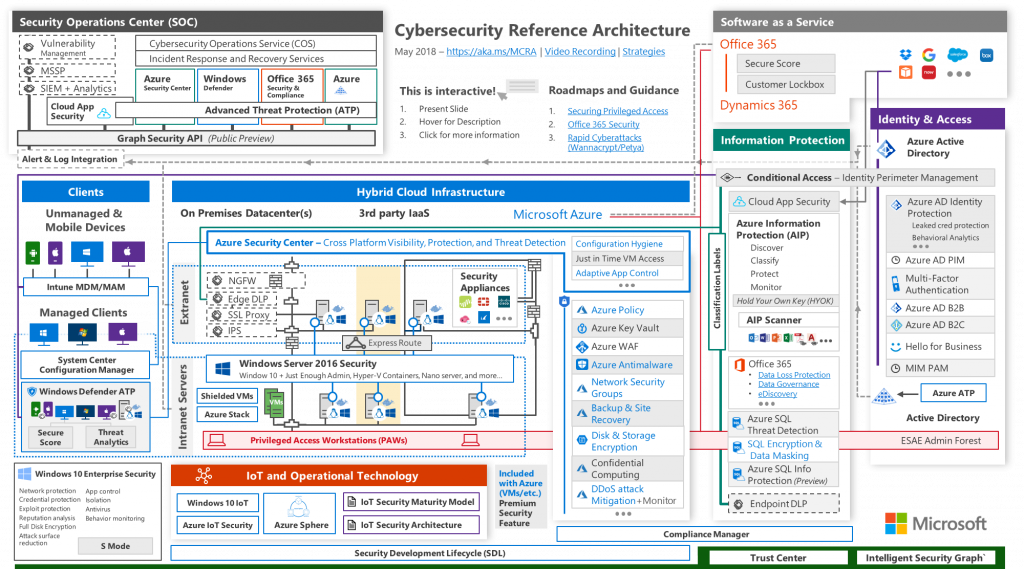 Security Operations Center (SOC)
Vulnerability
Management
MSSP
SIEM + Analytics
Cybersecurity Operations Service (COS)
Incident Response and Recovery Services
Azure
Security Center
Windows
Defender
Office 365
Security &
Compliance
Azure
Cloud App
Security
Advanced Threat Protection (ATP)
Graph Security API (Public Preview)
Alert & Log Integration
Cybersecurity Reference Architecture
May 2018 – https://aka.ms/MCRA | Video Recording | Strategies
This is interactive!
1. Present Slide
2. Hover for Description
3. Click for more information
Roadmaps and Guidance
1. Securing Privileged Access
2. Office 365 Security
3. Rapid Cyberattacks
(Wannacrypt/Petya)
Software as a Service
Office 365
Secure Score
Customer Lockbox
Dynamics 365
salesforce
box
now
Information Protection
Identity & Access
Azure Active
Directory
Conditional Access – Identity Perimeter Management
Clients
Unmanaged &
Mobile Devices
Intune MDM/MAM
Managed Clients
System Center
Configuration Manager
Windows Defender ATP
Secure
Score
Threat
Analytics
Hybrid Cloud Infrastructure
On Premises Datacenter(s)
3rd party IaaS
Microsoft Azure
Azure Security Center – Cross Platform Visibility, Protection, and Threat Detection
Configuration Hygiene
Just in Time VM Access
Adaptive App Control
Extranet
NGFW
Edge DLP
SSL Proxy
IPS
Security
Appliances
Express Route
Intranet Servers
Windows Server 2016 Security
Window 10 + Just Enough Admin, Hyper-V Containers, Nano server, and more…
Shielded VMs
Azure Stack
VMs
Privileged Access Workstations (PAWs)
Azure Policy
Azure Key Vault
Azure WAF
Azure Antimalware
Network Security
Groups
Backup & Site
Recovery
Disk & Storage
Encryption
Confidential
Computing
DDoS attack
Mitigation+Monitor
Classification Labels
Cloud App Security
Azure Information
Protection (AIP)
Discover
Classify
Protect
Monitor
Hold Your Own Key (HYOK)
AIP Scanner
Office 365
• Data Loss Protection
• Data Governance
• eDiscovery
Azure SQL
Threat Detection
SQL Encryption &
Data Masking
Azure SQL Info
Protection (Preview)
Endpoint DLP
Azure AD Identity
Protection
Leaked cred protection
Behavioral Analytics
Azure AD PIM
Multi-Factor
Authentication
Azure AD B2B
Azure AD B2C
Hello for Business
MIM PAM
Azure ATP
Active Directory
ESAE Admin Forest
Windows 10 Enterprise Security
Network protection
Credential protection
Exploit protection
Reputation analysis
Full Disk Encryption
Attack surface
reduction
App control
Isolation
Antivirus
Behavior monitoring
S Mode
IoT and Operational Technology
Windows 10 IoT
Azure IoT Security
Azure Sphere
IoT Security Maturity Model
IoT Security Architecture
Included
with Azure
(VMs/etc.)
Premium
Security
Feature
Security Development Lifecycle (SDL)
Compliance Manager
Microsoft
Trust Center
Intelligent Security Graph`